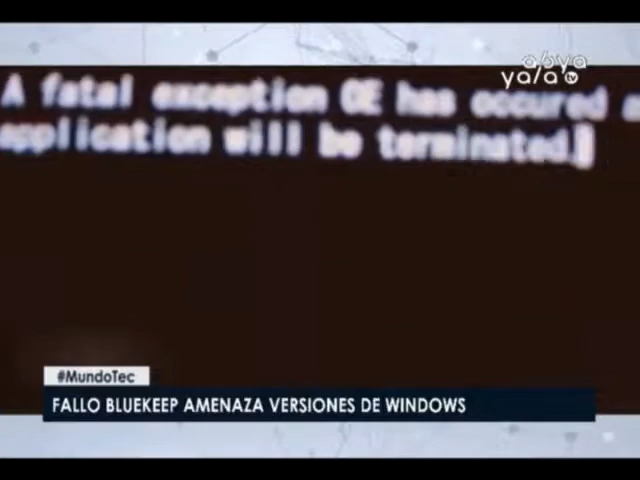 abya
yala tv
A fatal exception OE has occured a
application will be terminated.
#MundoTec
FALLO BLUEKEEP AMENAZA VERSIONES DE WINDOWS